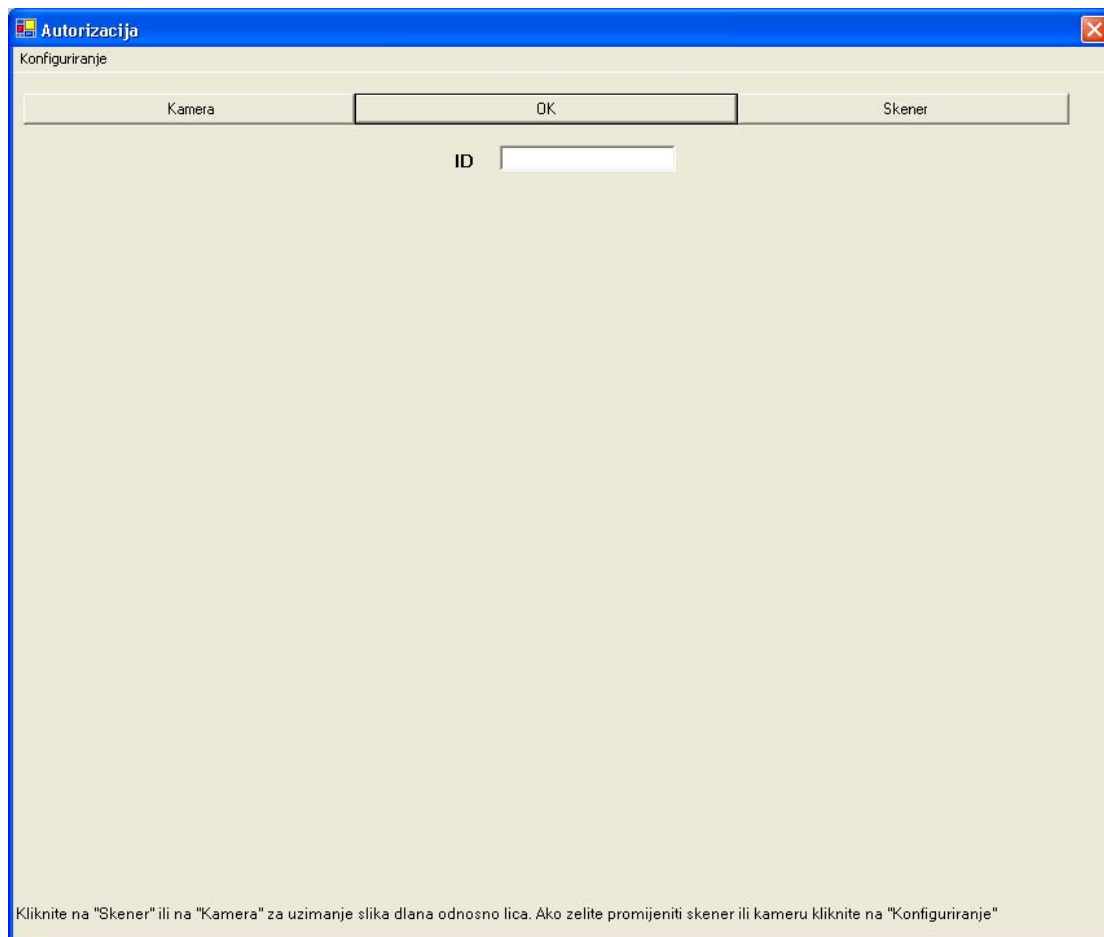 Autorizacija
Konfiguriranje
Kamera OK Skener
ID
Kliknite na "Skener" ili na "Kamera" za uzimanje slika dlana odnosno lica. Ako zelite promijeniti skener ili kameru kliknite na "Konfiguriranje"